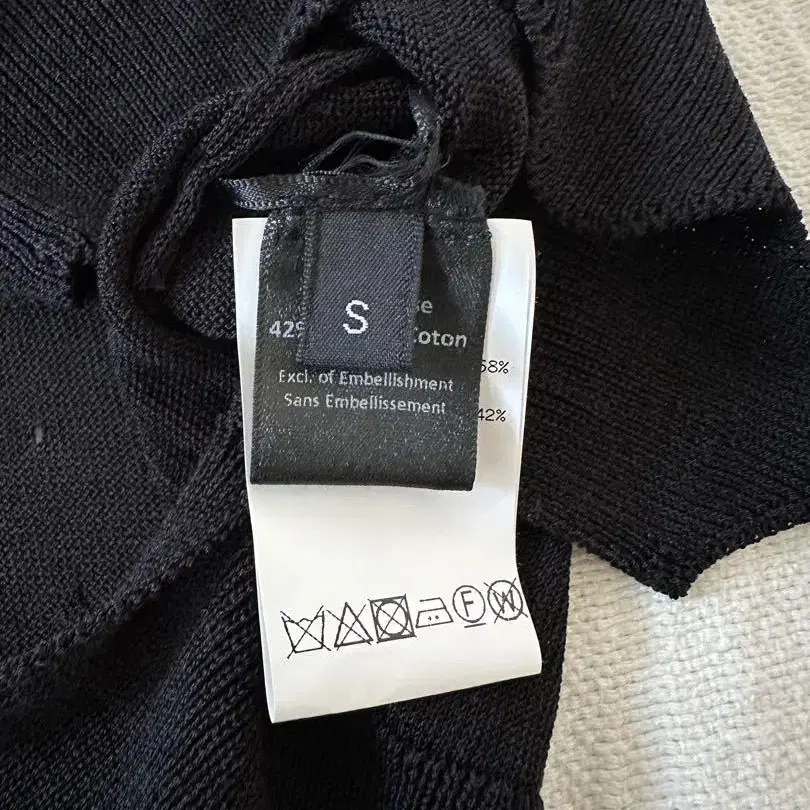 S
42%
Coton
Excl. of Embellishment
Sans Embellissement
58%
42%
F
W